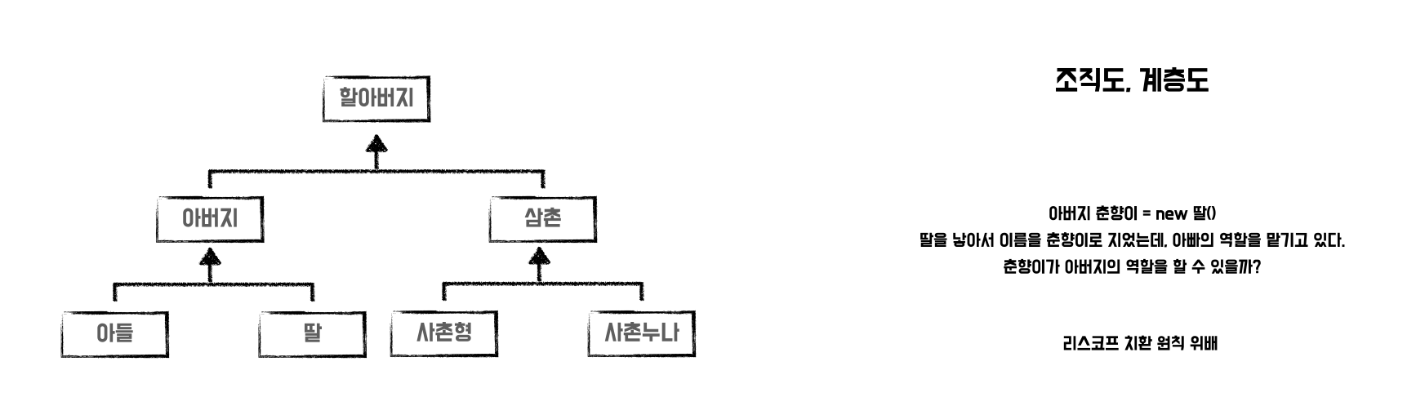 할아버지
아버지
삼촌
아들
딸
사촌형
사촌누나
조직도, 계층도
아버지 춘향이 = new 딸()
딸을 낳아서 이름을 춘향이로 지었는데, 아빠의 역할을 맡기고 있다.
춘향이가 아버지의 역할을 할 수 있을까?
리스코프 치환 원칙 위배